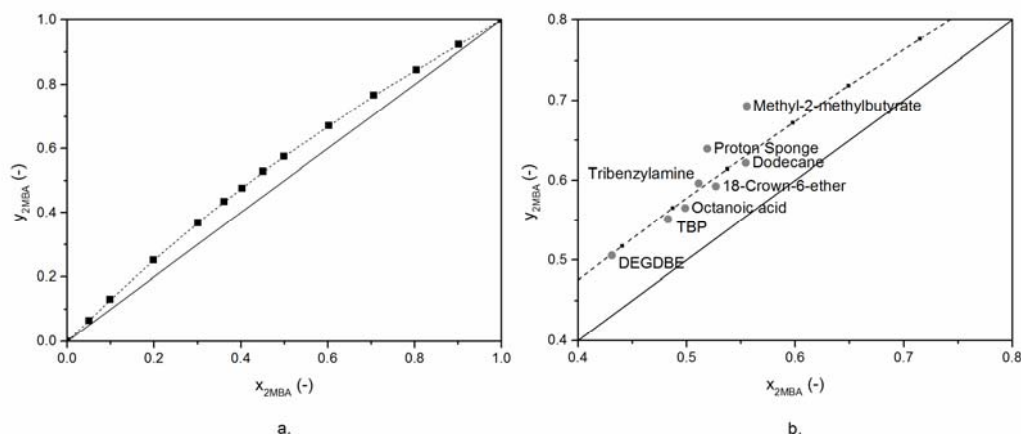 1.0
0.8
0.6
0.4
0.2
0.0
y2MBA (-)
0.0 0.2 0.4 0.6 0.8 1.0
x2MBA (-)
a.
0.8
0.7
0.6
0.5
0.4
y2MBA (-)
Methyl-2-methylbutyrate
Proton Sponge
Dodecane
Tribenzylamine
18-Crown-6-ether
Octanoic acid
TBP
DEGDBE
0.4 0.5 0.6 0.7 0.8
x2MBA (-)
b.